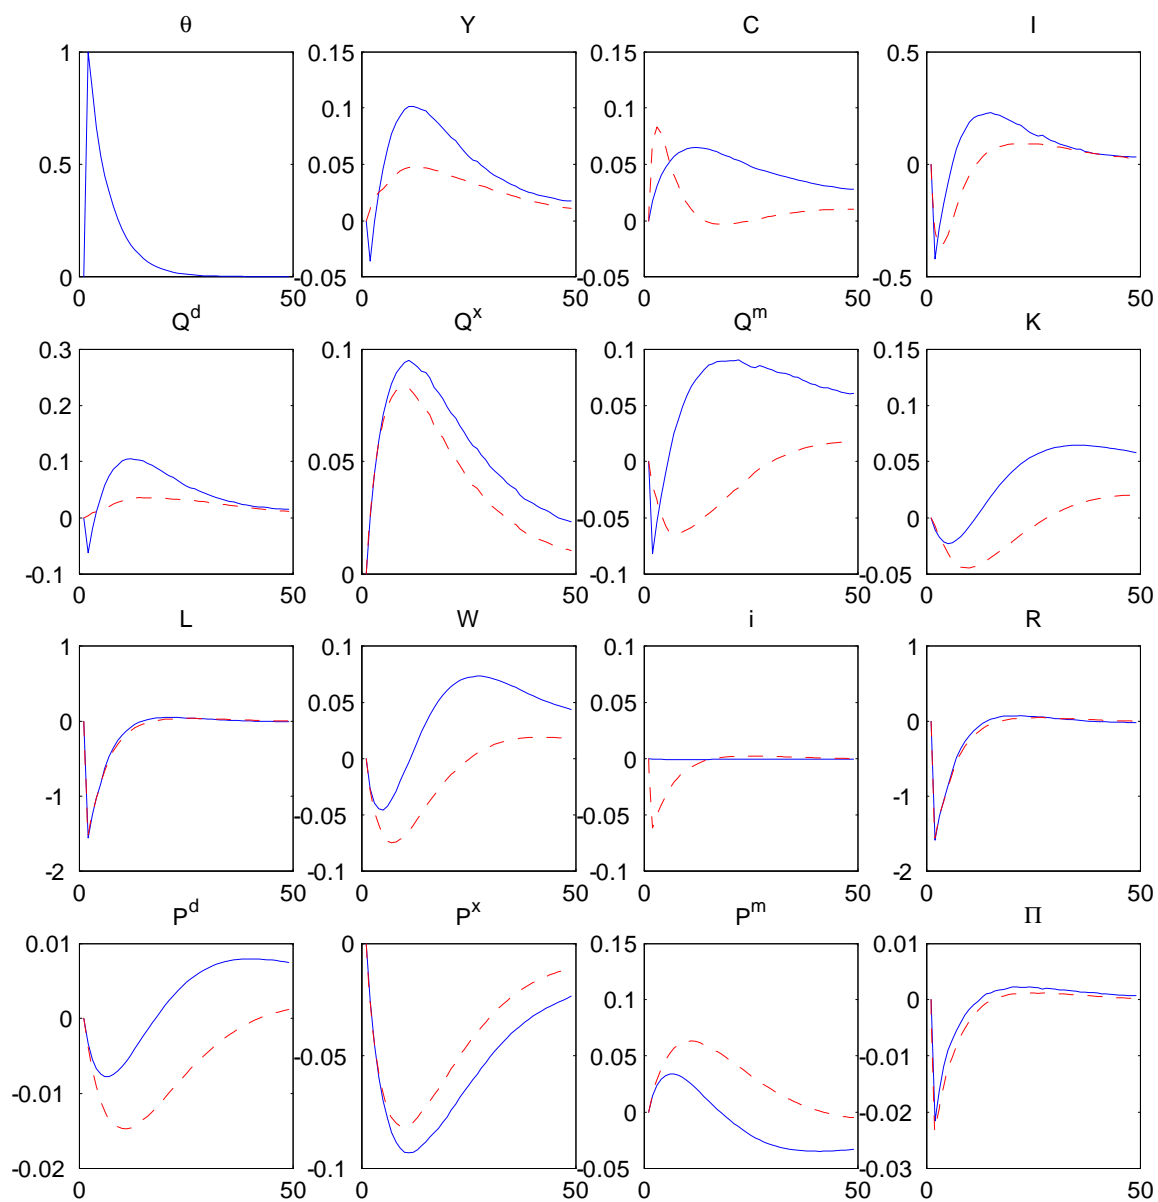 θ Y C I
1 0.15 0.15 0.5
0.1 0.1
0.5 0.05 0.05 0
0 0
0 -0.05 -0.05 -0.5
0 50 0 50 0 50 0 50
Q^d Q^x Q^m K
0.3 0.1 0.1 0.15
0.2 0.05 0.1
0.1 0.05 0 0.05
0 -0.05 0
-0.1 0 -0.1 -0.05
0 50 0 50 0 50 0 50
L W i R
1 0.1 0.1 1
0.05 0.05
0 0
0 0
-1 -1
-0.05 -0.05
-2 -0.1 -0.1 -2
0 50 0 50 0 50 0 50
P^d P^x P^m Π
0.01 0 0.15 0.01
0.1 0
0
-0.05 0.05 -0.01
-0.01
0 -0.02
-0.02 -0.1 -0.05 -0.03
0 50 0 50 0 50 0 50